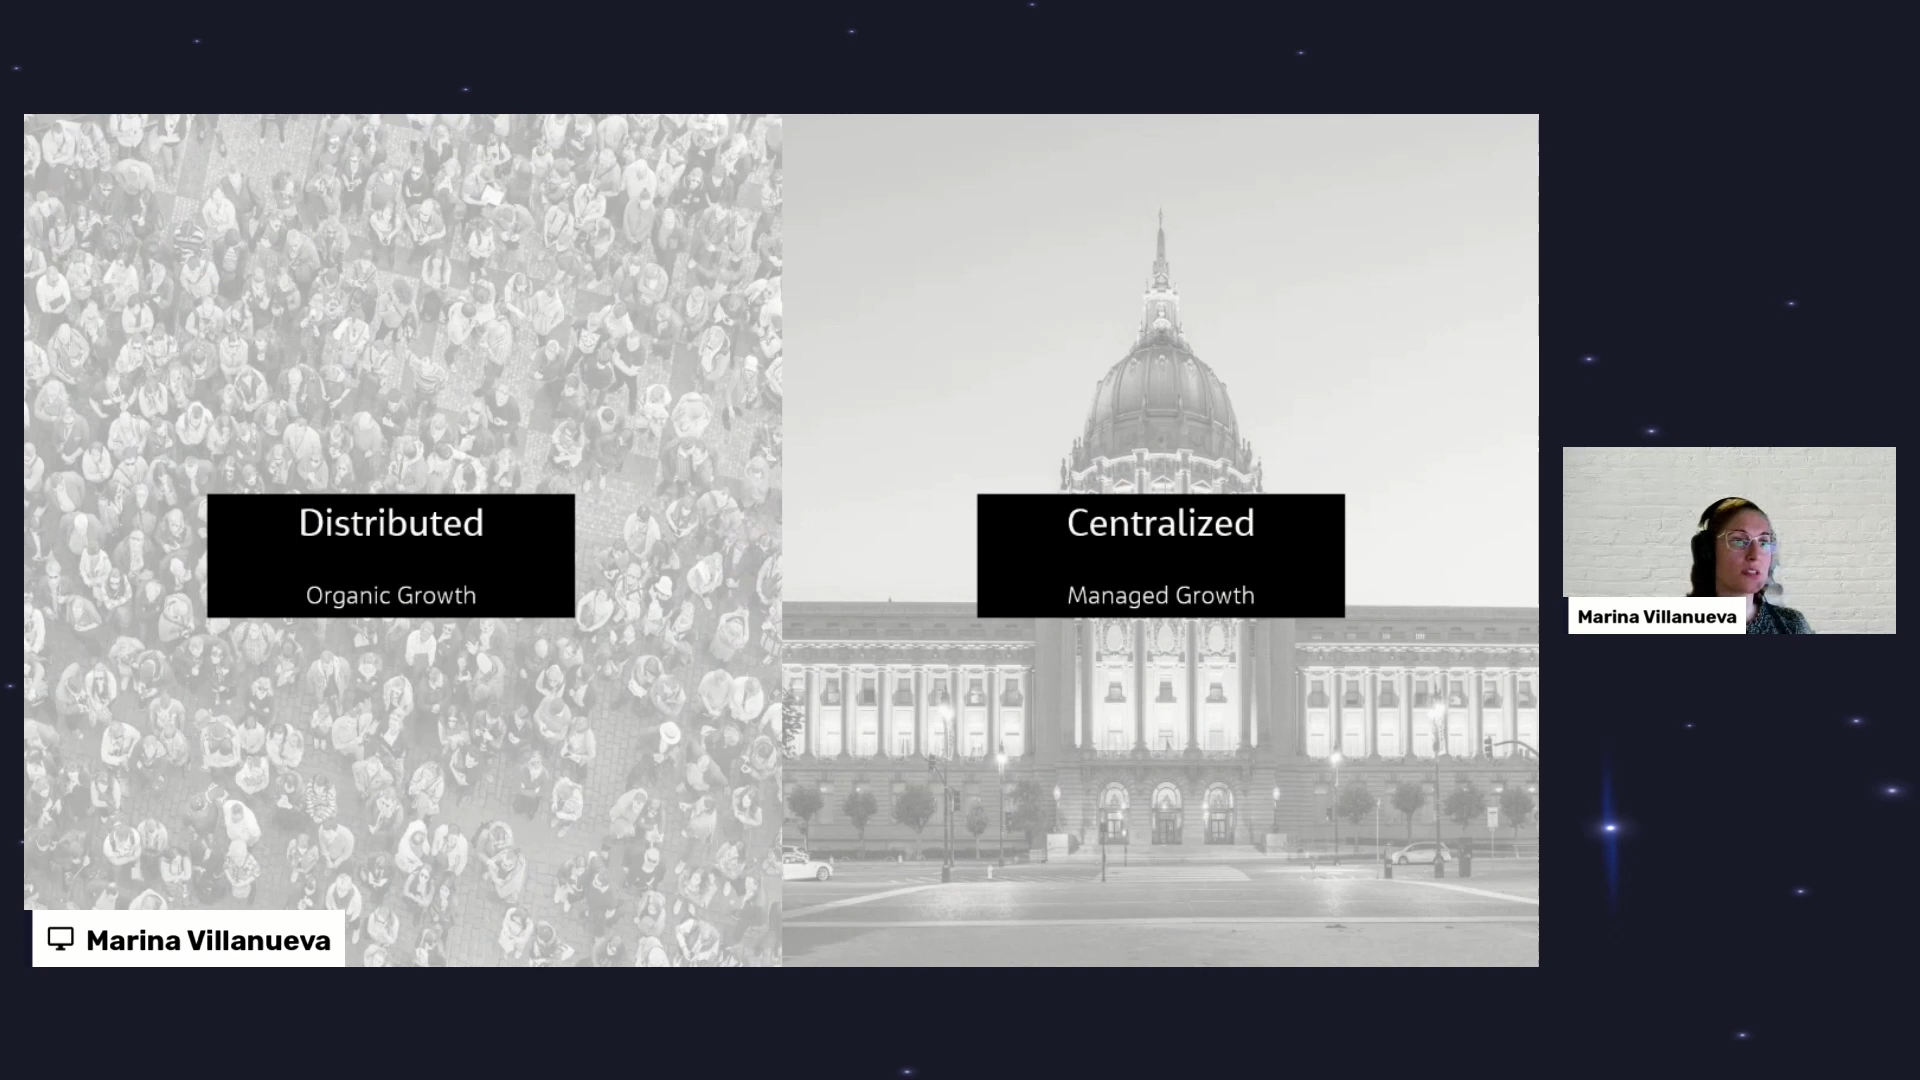 Distributed
Organic Growth
Centralized
Managed Growth
Marina Villanueva
Marina Villanueva